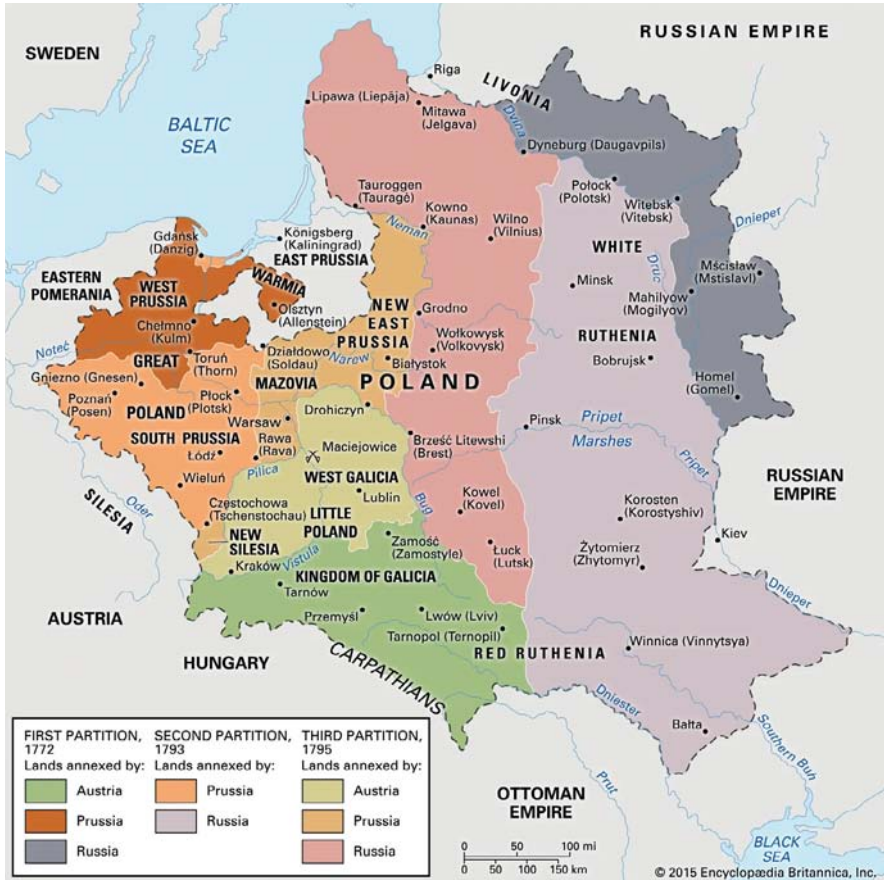 RUSSIAN EMPIRE
SWEDEN
Riga
LIVONIA
Lipawa (Liepāja)
Mitawa
(Jelgava)
Dvina
BALTIC
SEA
Dyneburg (Daugavpils)
Tauroggen
(Tauragė)
Połock
(Polotsk)
Witebsk
(Vitebsk)
Kowno
(Kaunas)
Wilno
(Vilnius)
Neman
Dnieper
Gdańsk
(Danzig)
Königsberg
(Kaliningrad)
EAST PRUSSIA
WHITE
Druc
EASTERN
POMERANIA
WEST
PRUSSIA
WARMIA
Minsk
Mścisław
(Mstislavl)
Olsztyn
(Allenstein)
NEW
EAST
PRUSSIA
Grodno
Mahilyow
(Mogilyov)
Chełmno
(Kulm)
RUTHENIA
Noteć
GREAT
Toruń
(Thorn)
Działdowo
(Soldau)
Narew
Wołkowysk
(Volkovysk)
Bobrujsk
Gniezno (Gnesen)
MAZOVIA
Białystok
POLAND
Homel
(Gomel)
Poznań
(Posen)
POLAND
Płock
(Plotsk)
Drohiczyn
Warsaw
Pinsk
Pripet
Marshes
SOUTH PRUSSIA
Rawa
(Rava)
Maciejowice
Brześć Litewski
(Brest)
Łódź
Pilica
WEST GALICIA
Pripet
RUSSIAN
EMPIRE
Wieluń
Lublin
Bug
Kowel
(Kovel)
SILESIA
Oder
Częstochowa
(Tschenstochau)
LITTLE
POLAND
Korosten
(Korostyshiv)
NEW
SILESIA
Vistula
Zamość
(Zamostyle)
Łuck
(Lutsk)
Kiev
Żytomierz
(Zhytomyr)
Kraków
KINGDOM OF GALICIA
Tarnów
Dnieper
AUSTRIA
Przemyśl
Lwów (Lviv)
Tarnopol (Ternopil)
Winnica (Vinnytsya)
HUNGARY
CARPATHIANS
RED RUTHENIA
Dniester
Southern Buh
Bałta
Prut
OTTOMAN
EMPIRE
BLACK
SEA
FIRST PARTITION,
1772
Lands annexed by:
Austria
Prussia
Russia
SECOND PARTITION,
1793
Lands annexed by:
Prussia
Russia
THIRD PARTITION,
1795
Lands annexed by:
Austria
Prussia
Russia
0 50 100 mi
0 50 100 150 km
© 2015 Encyclopædia Britannica, Inc.